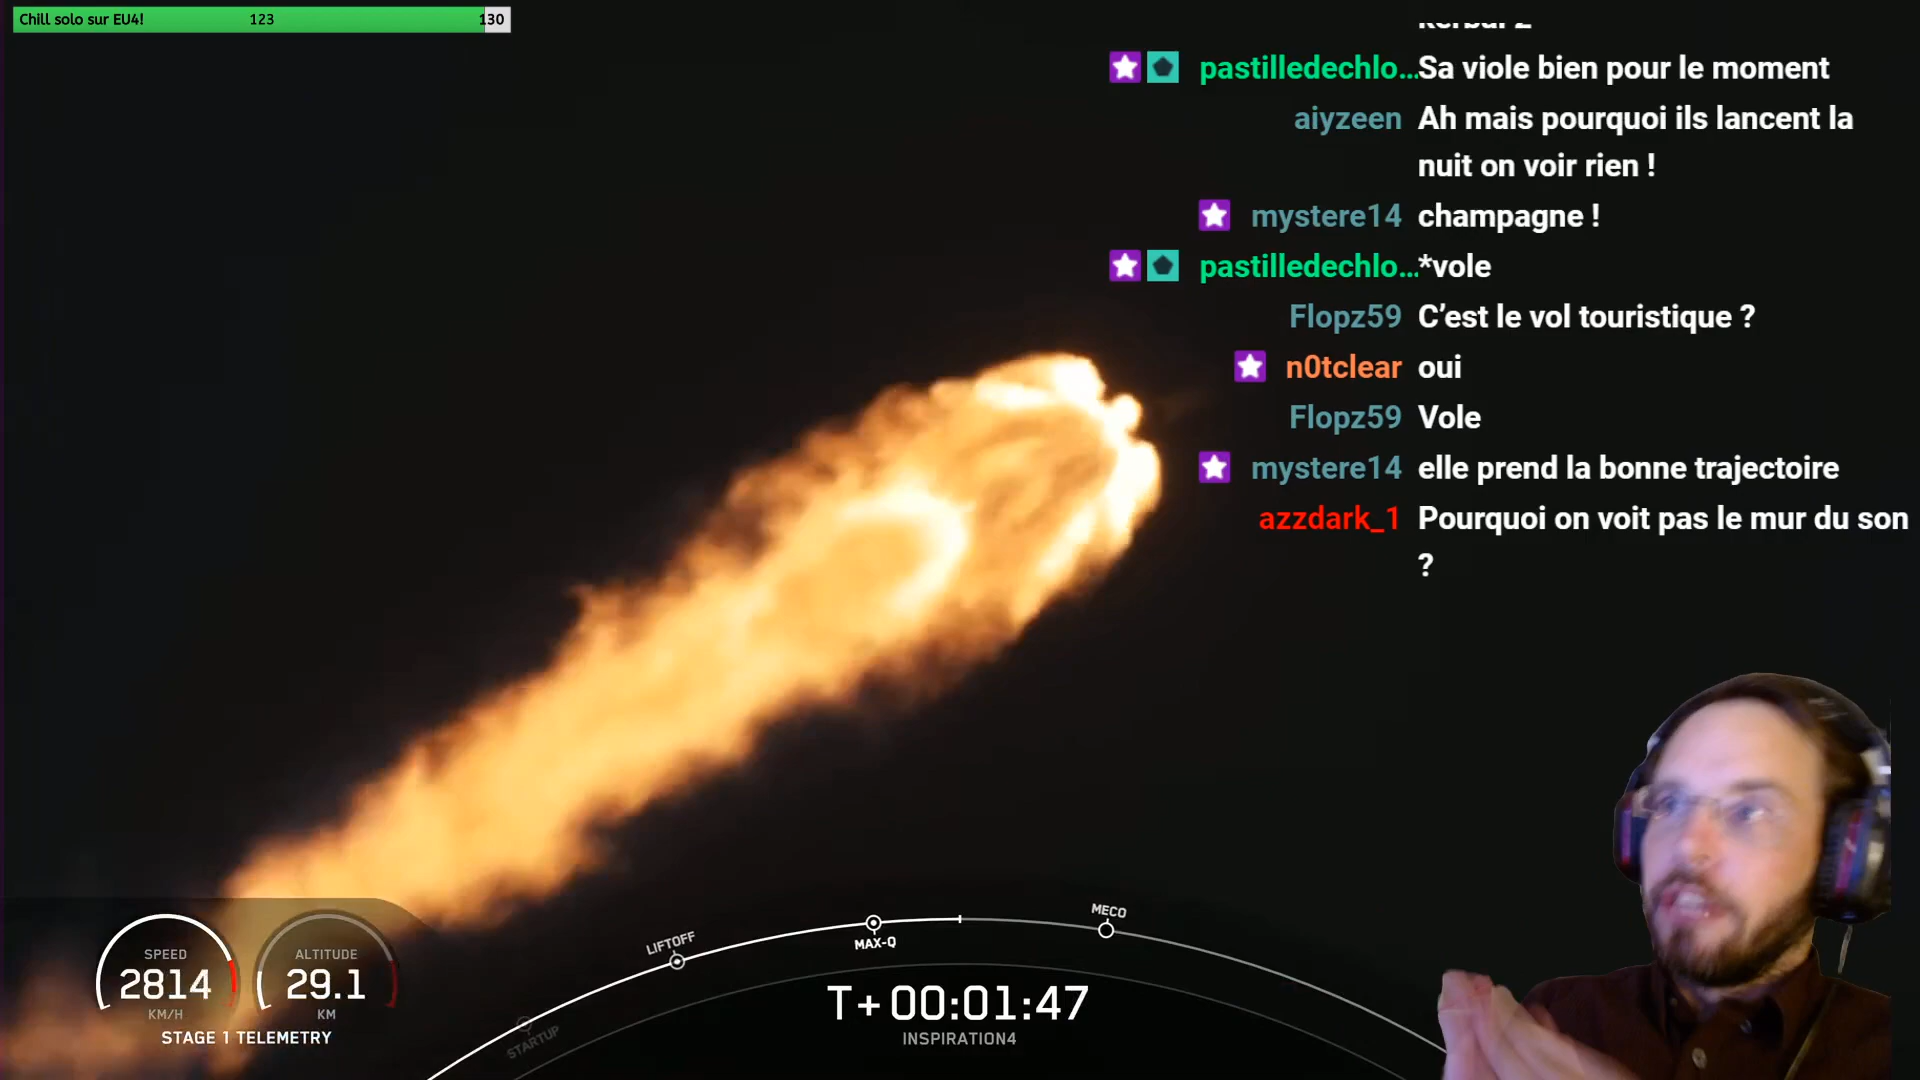 Chill solo sur EU4! 123 130
pastilledechlo... Sa viole bien pour le moment
aiyzeen Ah mais pourquoi ils lancent la
nuit on voir rien !
mystere14 champagne !
pastilledechlo... *vole
Flopz59 C'est le vol touristique ?
n0tclear oui
Flopz59 Vole
mystere14 elle prend la bonne trajectoire
azzdark_1 Pourquoi on voit pas le mur du son
?
SPEED
2814
KM/H
ALTITUDE
29.1
KM
STAGE 1 TELEMETRY
STARTUP
LIFTOFF
MAX-Q
MECO
T+00:01:47
INSPIRATION4